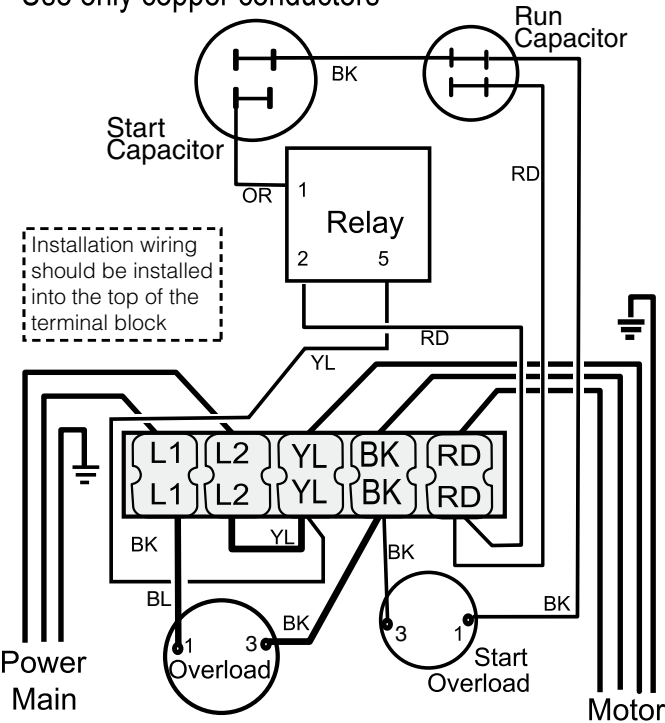 Use only copper conductors
Run
Capacitor
BK
Start
Capacitor
RD
OR
1
Relay
2
5
Installation wiring
should be installed
into the top of the
terminal block
RD
YL
L1
L2
YL
BK
RD
L1
L2
YL
BK
RD
BK
YL
BK
BL
BK
BK
1
3
Overload
3
1
Start
Overload
Power
Main
Motor